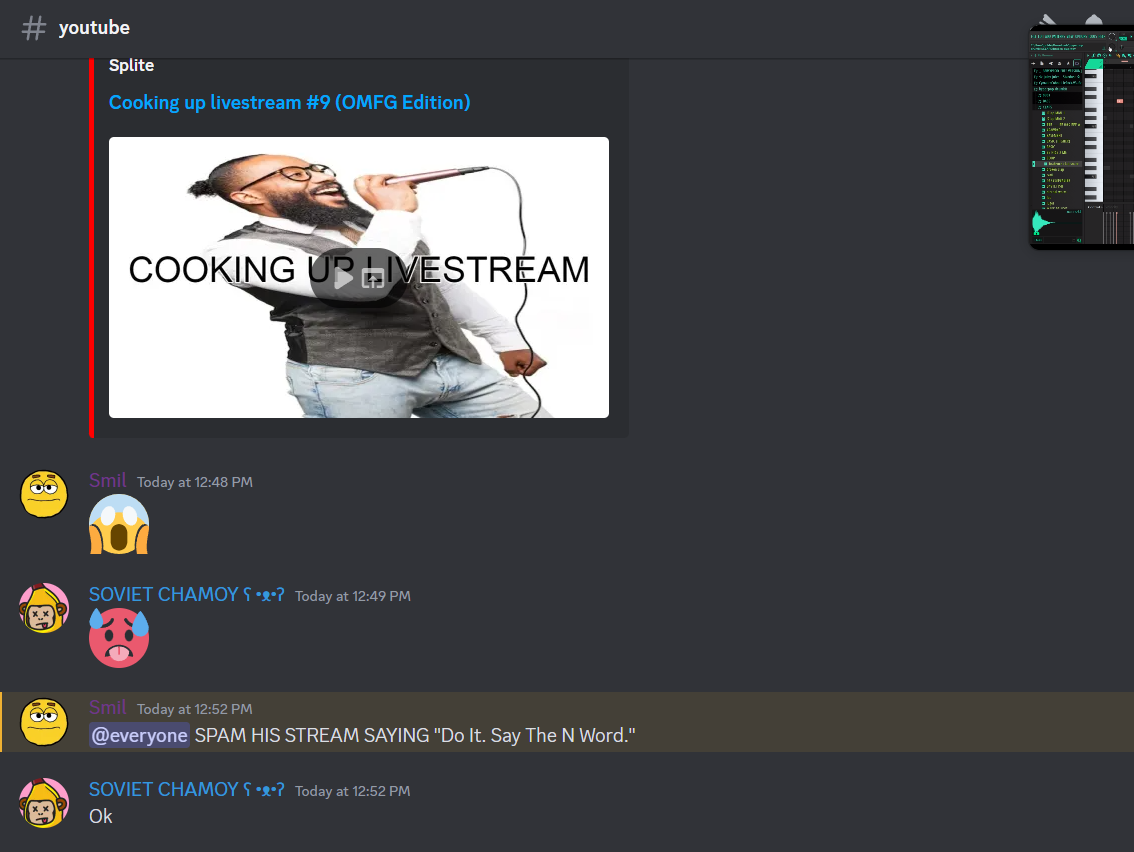 youtube
Splite
Cooking up livestream #9 (OMFG Edition)
COOKING UP LIVESTREAM
Smil Today at 12:48 PM
SOVIET CHAMOY ʕ •ᴥ•ʔ Today at 12:49 PM
Smil Today at 12:52 PM
@everyone SPAM HIS STREAM SAYING "Do It. Say The N Word."
SOVIET CHAMOY ʕ •ᴥ•ʔ Today at 12:52 PM
Ok